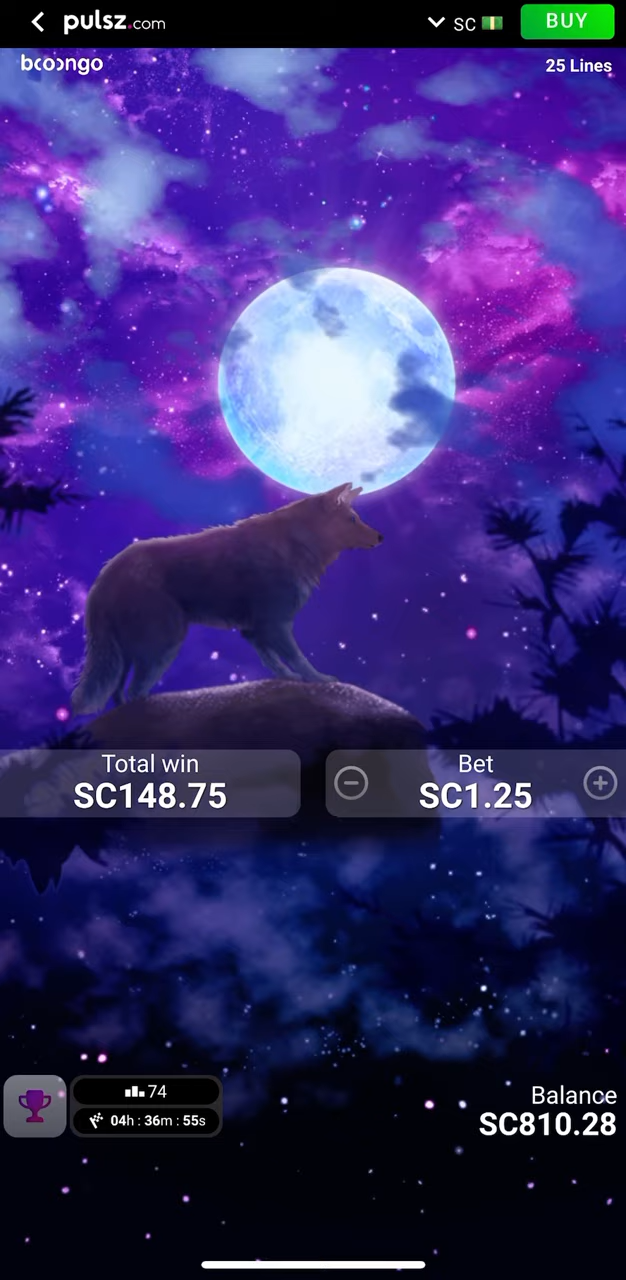 pulsz.com
SC
BUY
booongo
25 Lines
Total win
SC148.75
Bet
SC1.25
74
04h : 36m : 55s
Balance
SC810.28